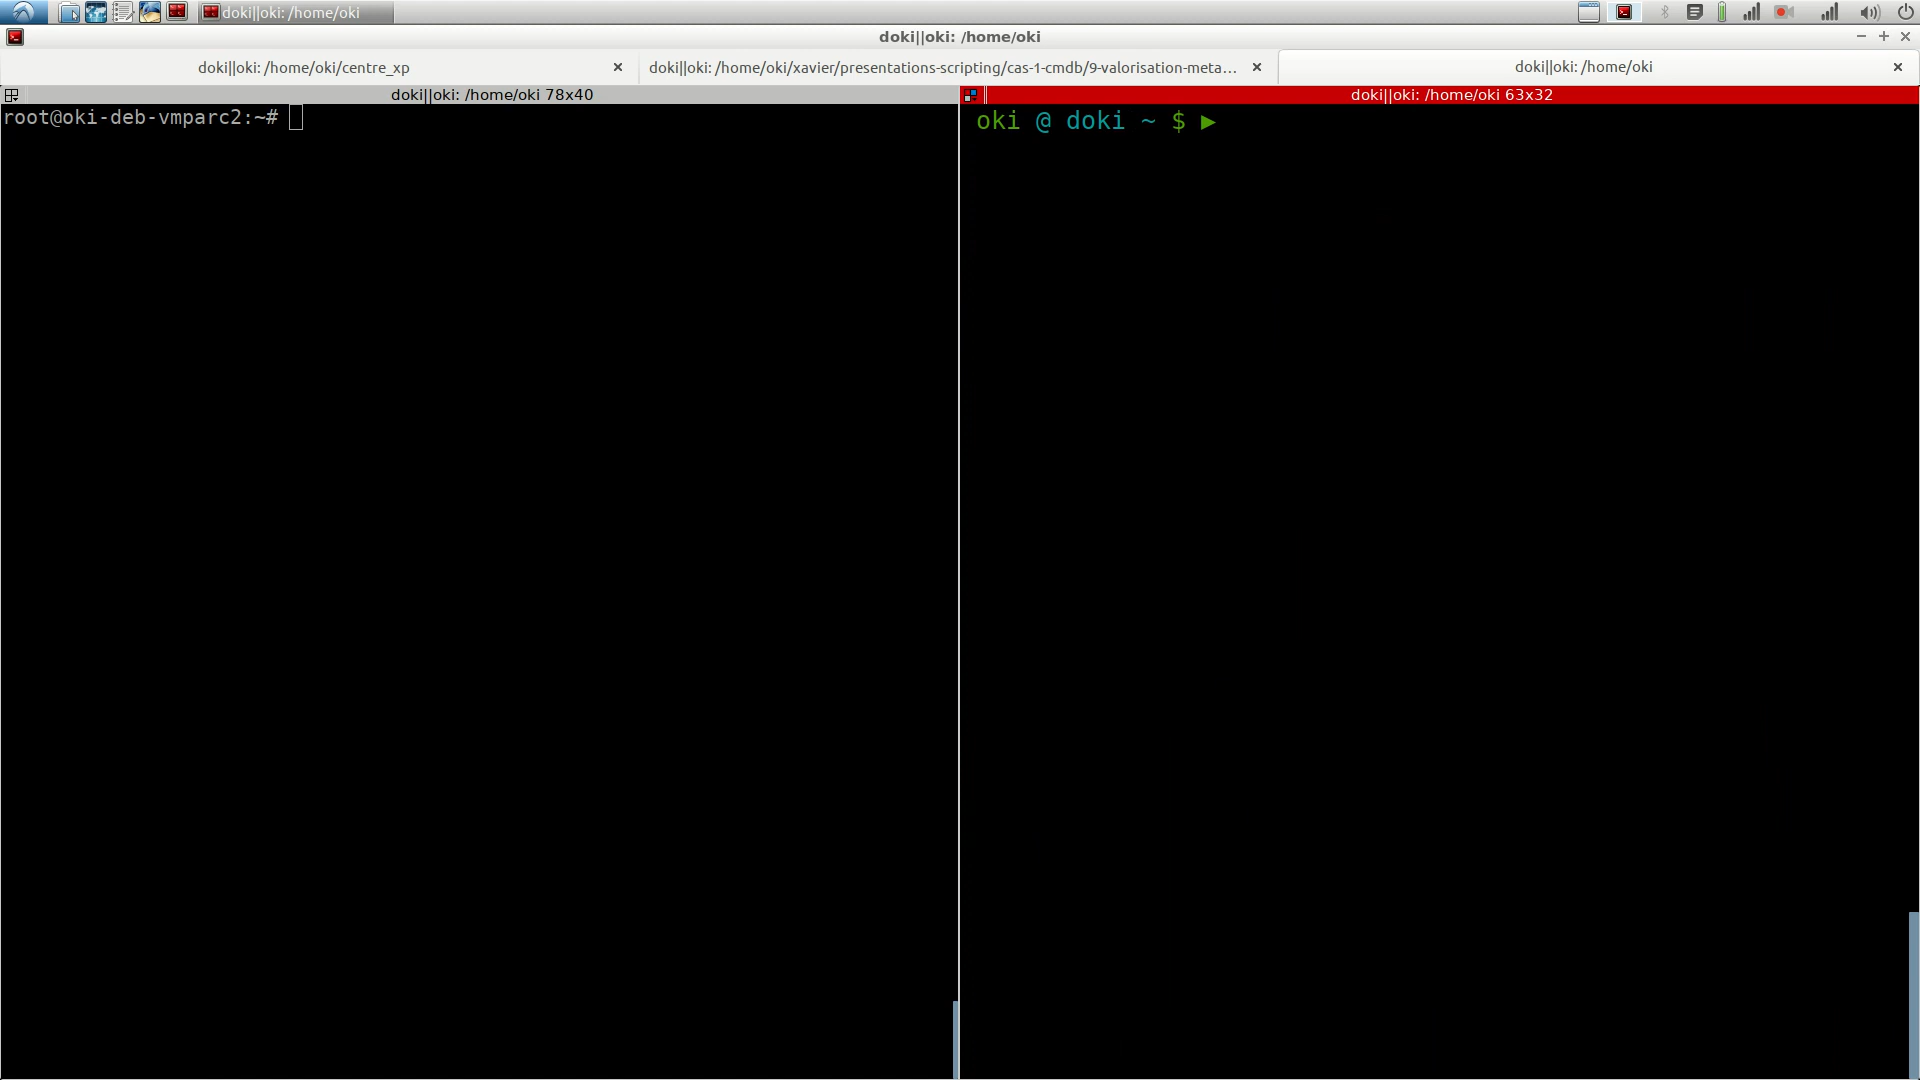 doki||oki: /home/oki
doki||oki: /home/oki
doki||oki: /home/oki/centre_xp
doki||oki: /home/oki/xavier/presentations-scripting/cas-1-cmdb/9-valorisation-meta...
doki||oki: /home/oki
doki||oki: /home/oki 78x40
doki||oki: /home/oki 63x32
root@oki-deb-vmparc2:~#
oki @ doki ~ $ ▶